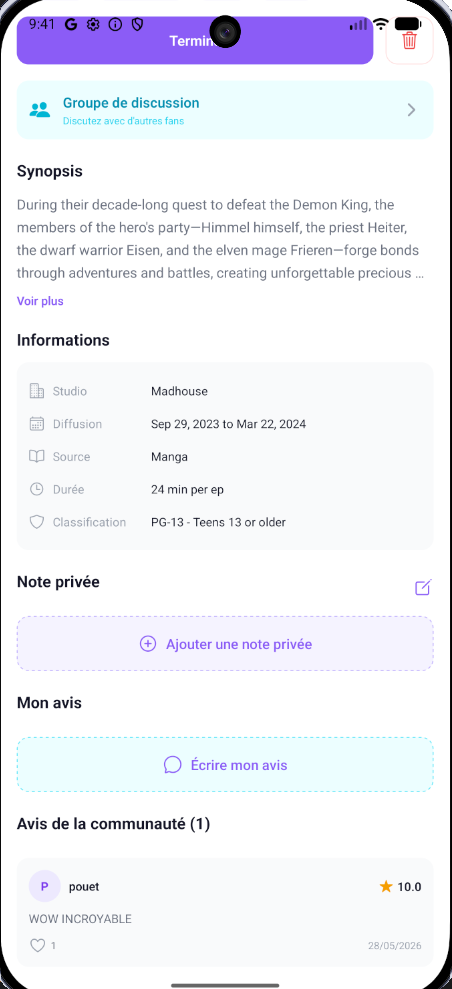 9:41
Groupe de discussion
Discutez avec d'autres fans
Synopsis
During their decade-long quest to defeat the Demon King, the
members of the hero's party—Himmel himself, the priest Heiter,
the dwarf warrior Eisen, and the elven mage Frieren—forge bonds
through adventures and battles, creating unforgettable precious ...
Voir plus
Informations
Studio Madhouse
Diffusion Sep 29, 2023 to Mar 22, 2024
Source Manga
Durée 24 min per ep
Classification PG-13 - Teens 13 or older
Note privée
Ajouter une note privée
Mon avis
Écrire mon avis
Avis de la communauté (1)
P pouet 10.0
WOW INCROYABLE
1 28/05/2026